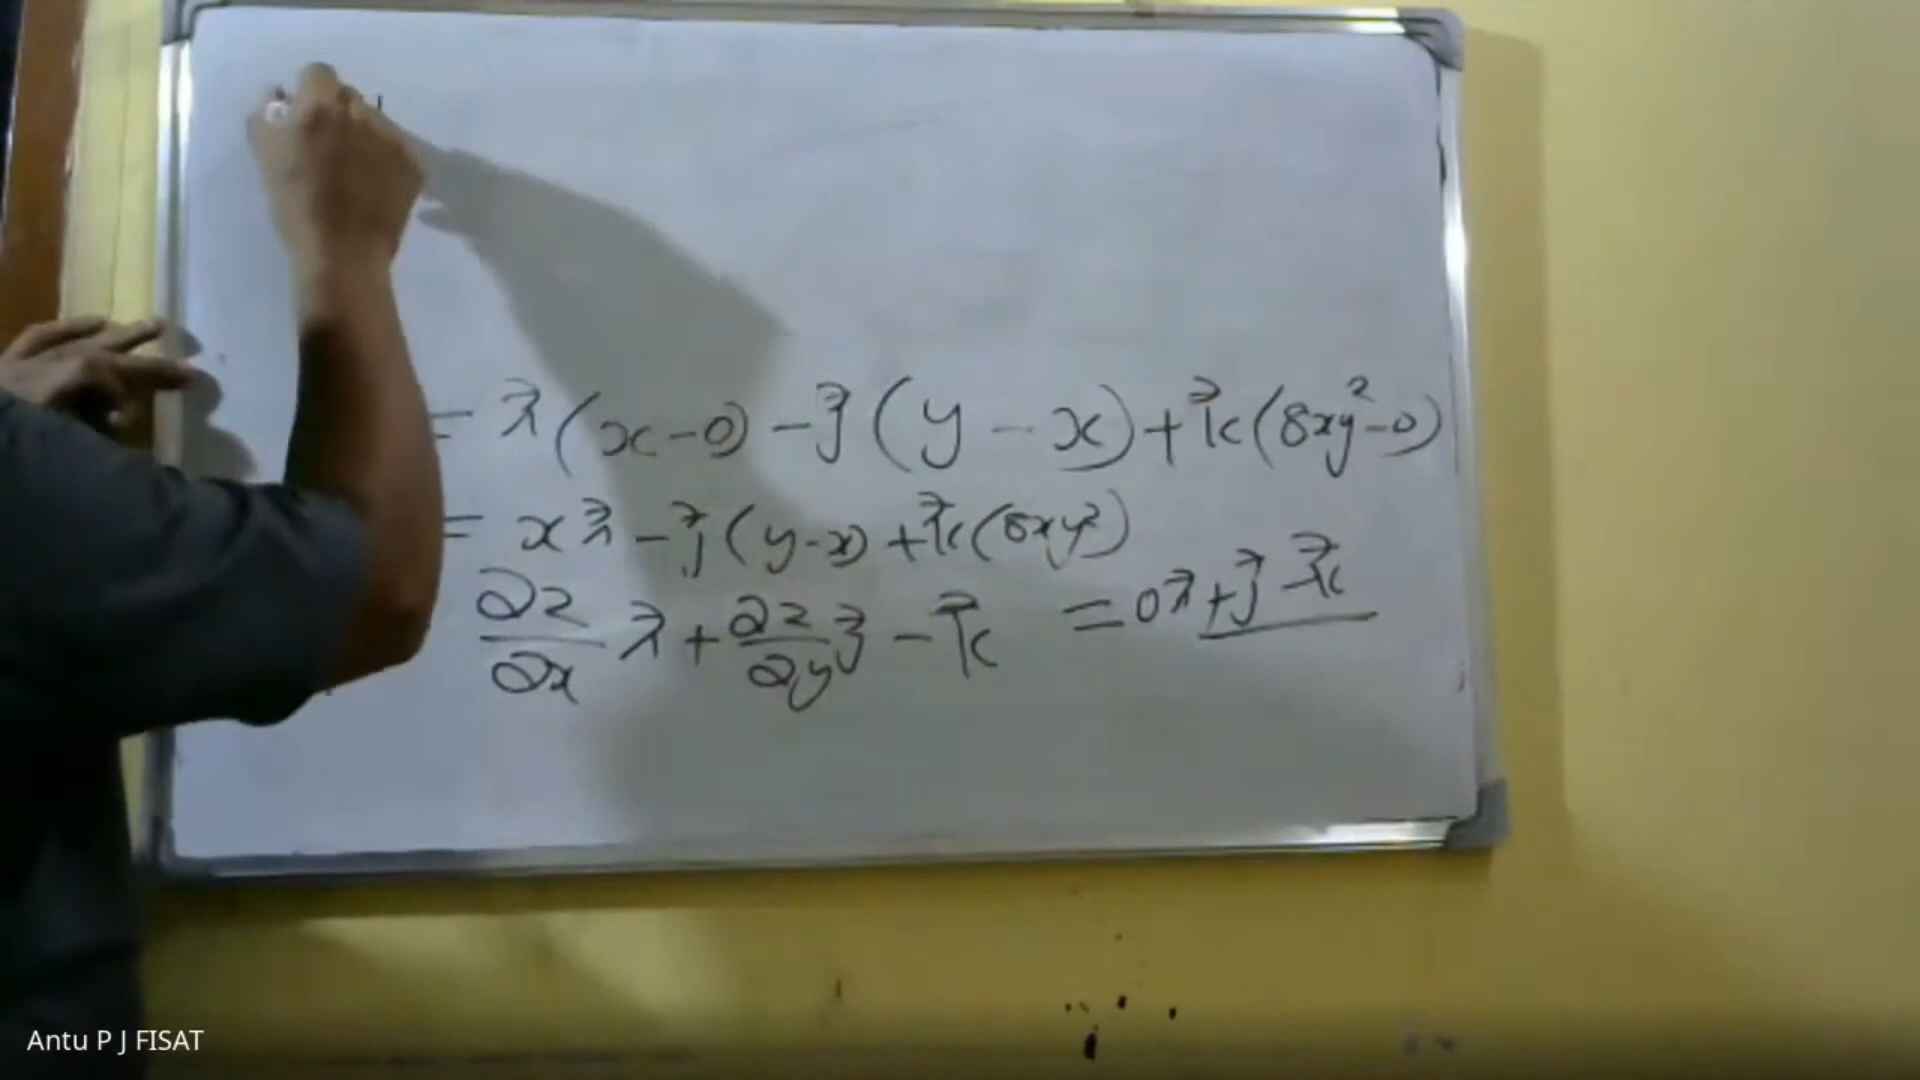 = i⃗(x-0) - j⃗(y - x) + k⃗(8xy²-0)
= x i⃗ - j⃗(y-x) + k⃗(8xy²)
∂z/∂x i⃗ + ∂z/∂y j⃗ - k⃗ = 0i⃗ + j⃗ - k⃗
Antu P J FISAT